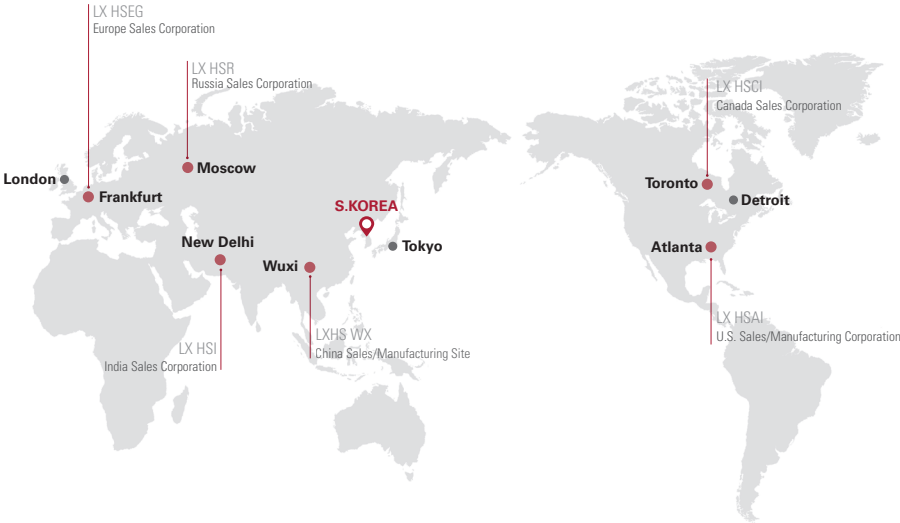 LX HSEG
Europe Sales Corporation
LX HSR
Russia Sales Corporation
LX HSCI
Canada Sales Corporation
London
Moscow
Frankfurt
Toronto
Detroit
S.KOREA
New Delhi
Tokyo
Atlanta
Wuxi
LX HSAI
U.S. Sales/Manufacturing Corporation
LXHS WX
China Sales/Manufacturing Site
LX HSI
India Sales Corporation